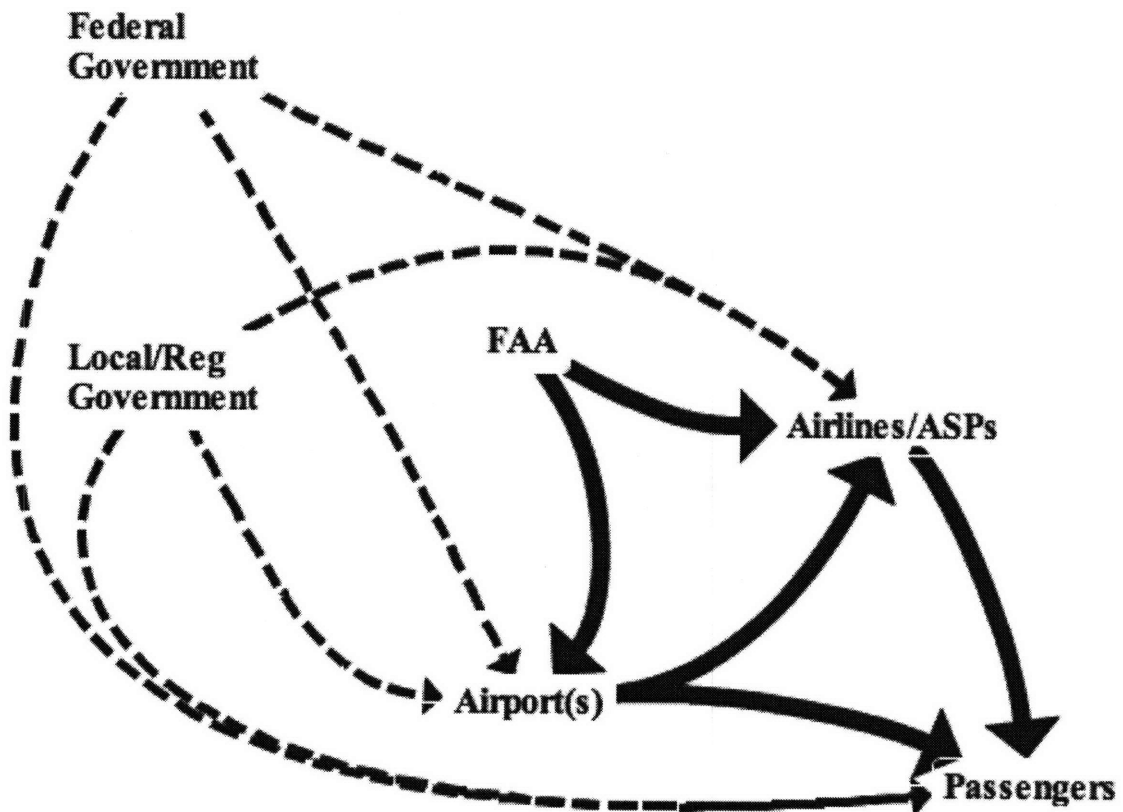 Federal
Government
Local/Reg
Government
FAA
Airlines/ASPs
Airport(s)
Passengers